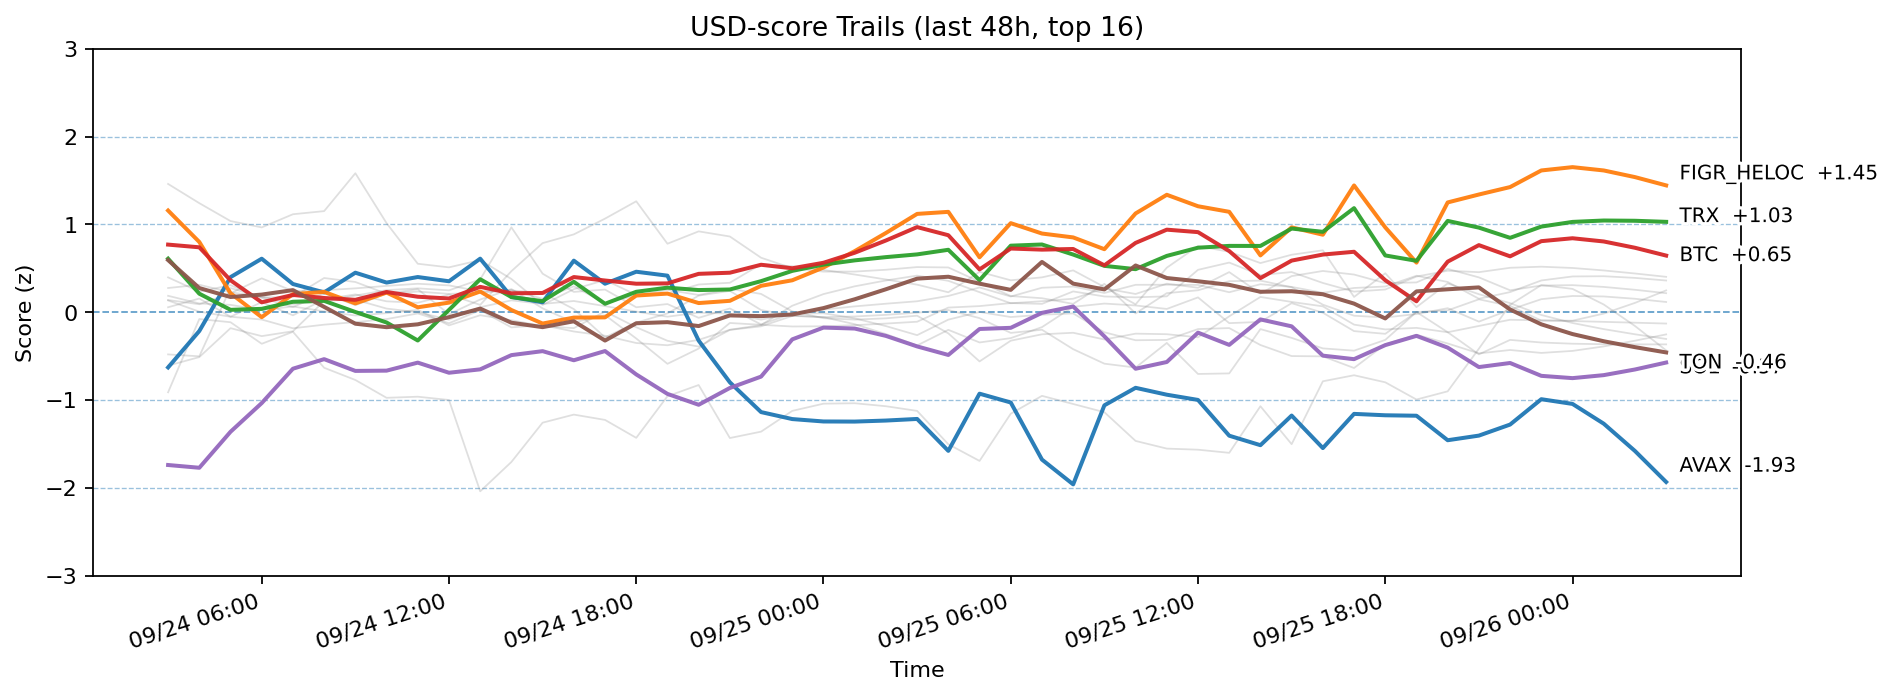 USD-score Trails (last 48h, top 16)
Score (z)
3
2
1
0
−1
−2
−3
FIGR_HELOC +1.45
TRX +1.03
BTC +0.65
TON -0.46
AVAX -1.93
09/24 06:00
09/24 12:00
09/24 18:00
09/25 00:00
09/25 06:00
09/25 12:00
09/25 18:00
09/26 00:00
Time